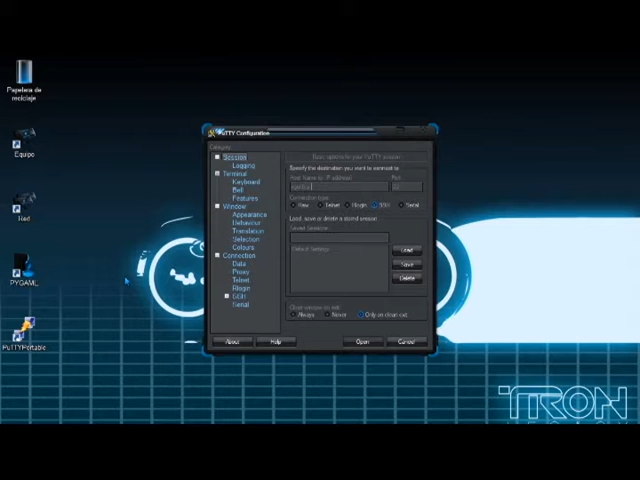 Papelera de
reciclaje
Equipo
Red
PYGAML_
PuTTYPortable
PuTTY Configuration
Category:
Session
Logging
Terminal
Keyboard
Bell
Features
Window
Appearance
Behaviour
Translation
Selection
Colours
Connection
Data
Proxy
Telnet
Rlogin
SSH
Serial
Basic options for your PuTTY session
Specify the destination you want to connect to
Host Name (or IP address) Port
22
Connection type:
Raw Telnet Rlogin SSH Serial
Load, save or delete a stored session
Saved Sessions
Default Settings
Load
Save
Delete
Close window on exit:
Always Never Only on clean exit
About Help Open Cancel
TRON
LEGACY